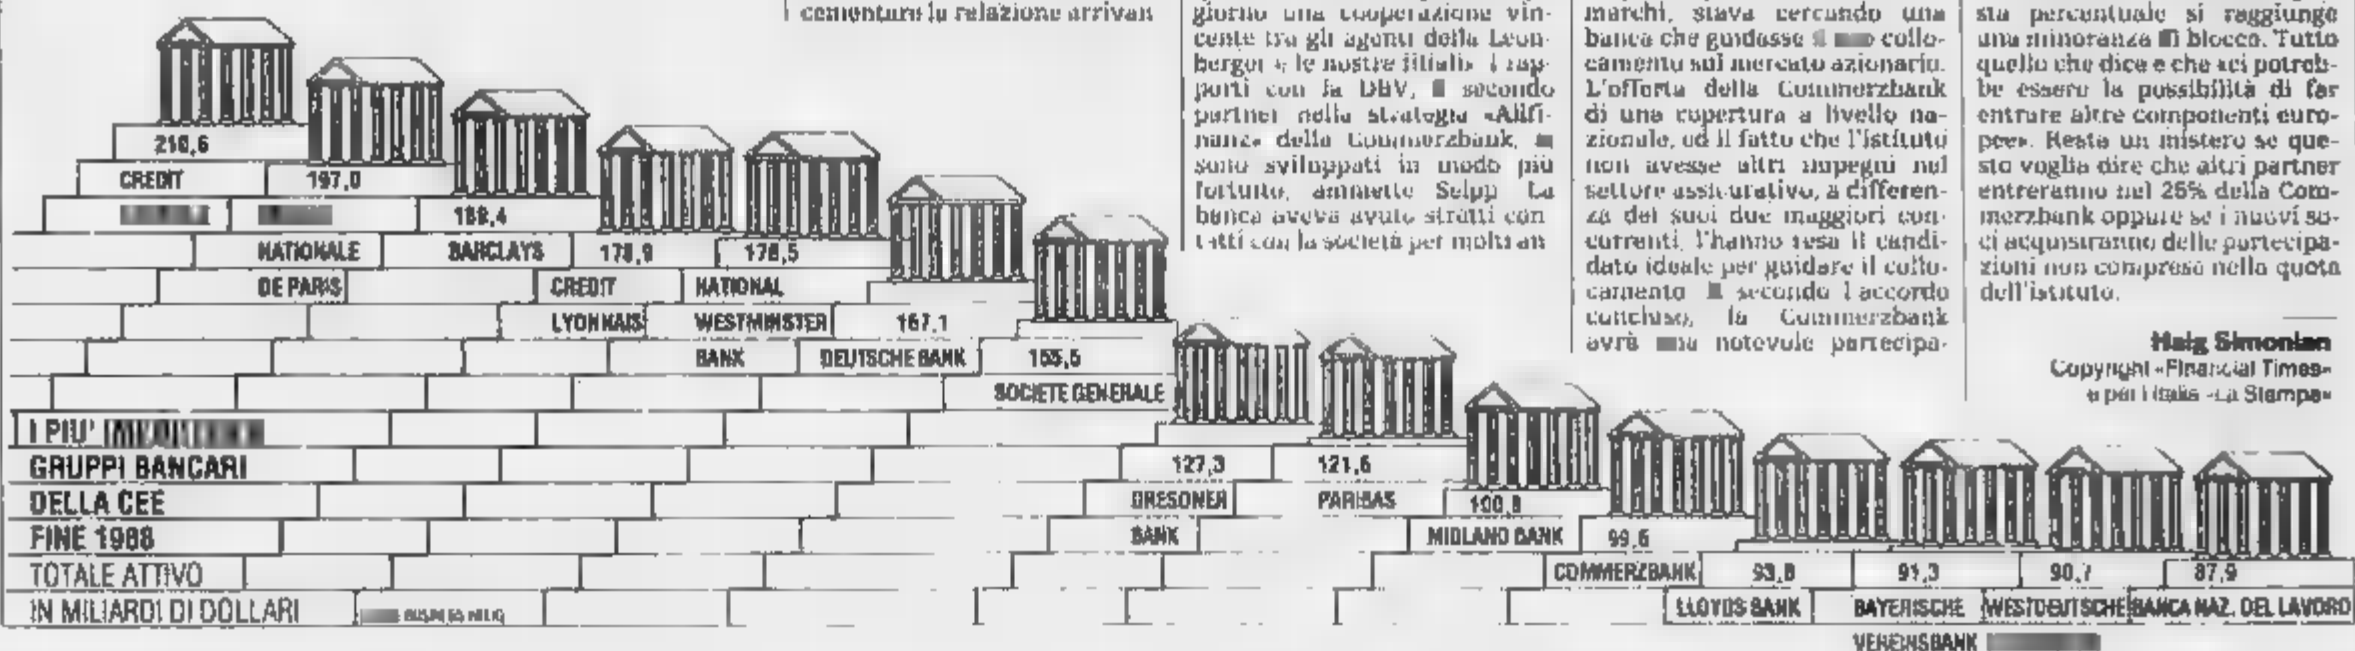 cementare la relazione arrivan
giorno una cooperazione vin-
cente tra gli agenti della Leon-
berger e le nostre filiali». I rap-
porti con la DBV, secondo
partner nella strategia «Allfi-
nanz» della Commerzbank,
sono sviluppati in modo più
fortuito, ammette Seipp La
banca aveva avuto stretti con-
tatti con la società per molti an
marchi, stava cercando una
banca che guidasse il collo-
camento sul mercato azionario.
L'offerta della Commerzbank
di una copertura a livello na-
zionale, ed il fatto che l'istituto
non avesse altri impegni nel
settore assicurativo, a differen-
za dei suoi due maggiori con-
correnti, l'hanno resa il candi-
dato ideale per guidare il collo-
camento secondo l'accordo
concluso, la Commerzbank
avrà una notevole partecipa-
sta percentuale si raggiunge
una minoranza di blocco. Tutto
quello che dice è che «ci potreb-
be essere la possibilità di far
entrare altre componenti euro-
pee». Resta un mistero se que-
sto voglia dire che altri partner
entreranno nel 25% della Com-
merzbank oppure se i nuovi so-
ci acquisiranno delle partecipa-
zioni non comprese nella quota
dell'istituto.
Haig Simonian
Copyright «Financial Times»
e per l'Italia «La Stampa»
I PIU'
GRUPPI BANCARI
DELLA CEE
FINE 1988
TOTALE ATTIVO
IN MILIARDI DI DOLLARI
BUSINESS WEEK
210,6
CREDIT
197,0
NATIONALE
DE PARIS
189,4
BARCLAYS
178,9
CREDIT
LYONNAIS
178,5
NATIONAL
WESTMINSTER
BANK
167,1
DEUTSCHE BANK
155,5
SOCIETE GENERALE
127,3
DRESDNER
BANK
121,6
PARIBAS
100,8
MIDLAND BANK
99,6
COMMERZBANK
93,8
LLOYDS BANK
91,3
BAYERISCHE
VEREINSBANK
90,7
WESTDEUTSCHE
87,9
BANCA NAZ. DEL LAVORO